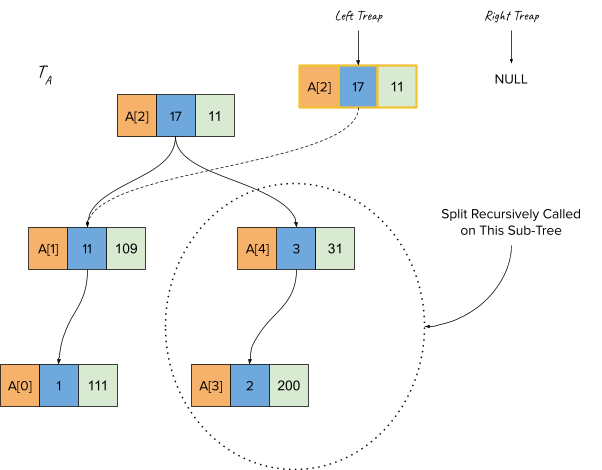 Left Treap
Right Treap
T_A
A[2] 17 11
NULL
A[2] 17 11
Split Recursively Called
on This Sub-Tree
A[1] 11 109
A[4] 3 31
A[0] 1 111
A[3] 2 200